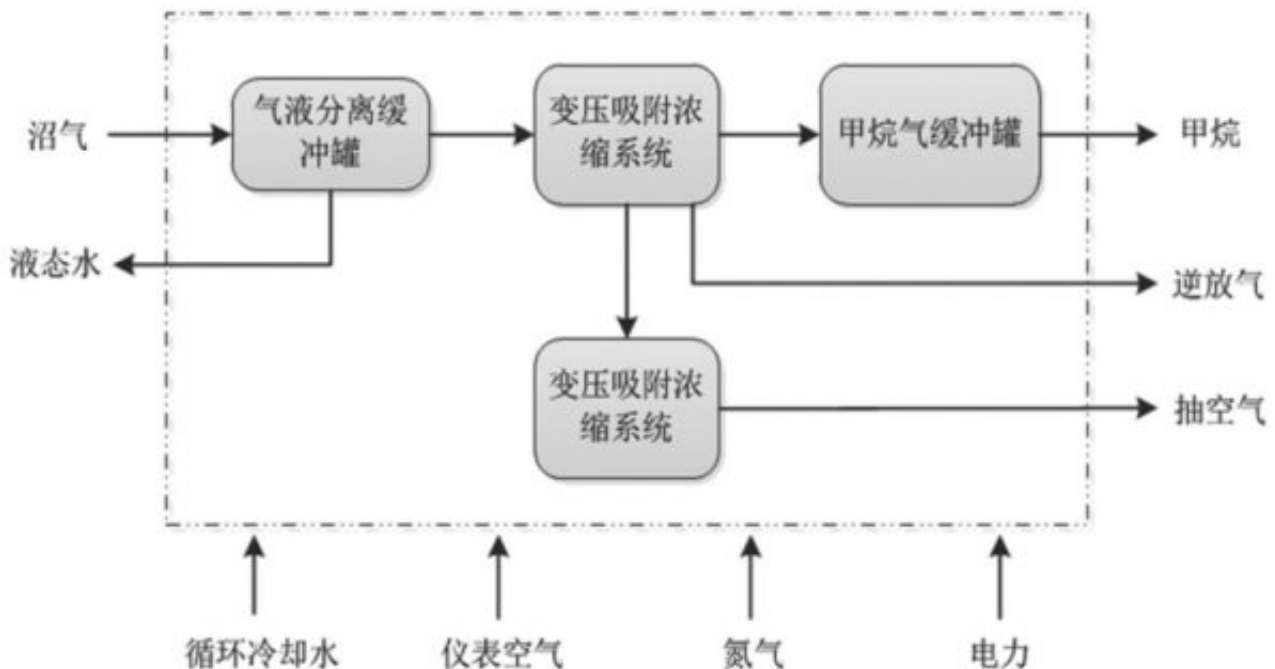 气液分离缓
冲罐
变压吸附浓
缩系统
甲烷气缓冲罐
沼气
甲烷
液态水
逆放气
变压吸附浓
缩系统
抽空气
循环冷却水
仪表空气
氮气
电力